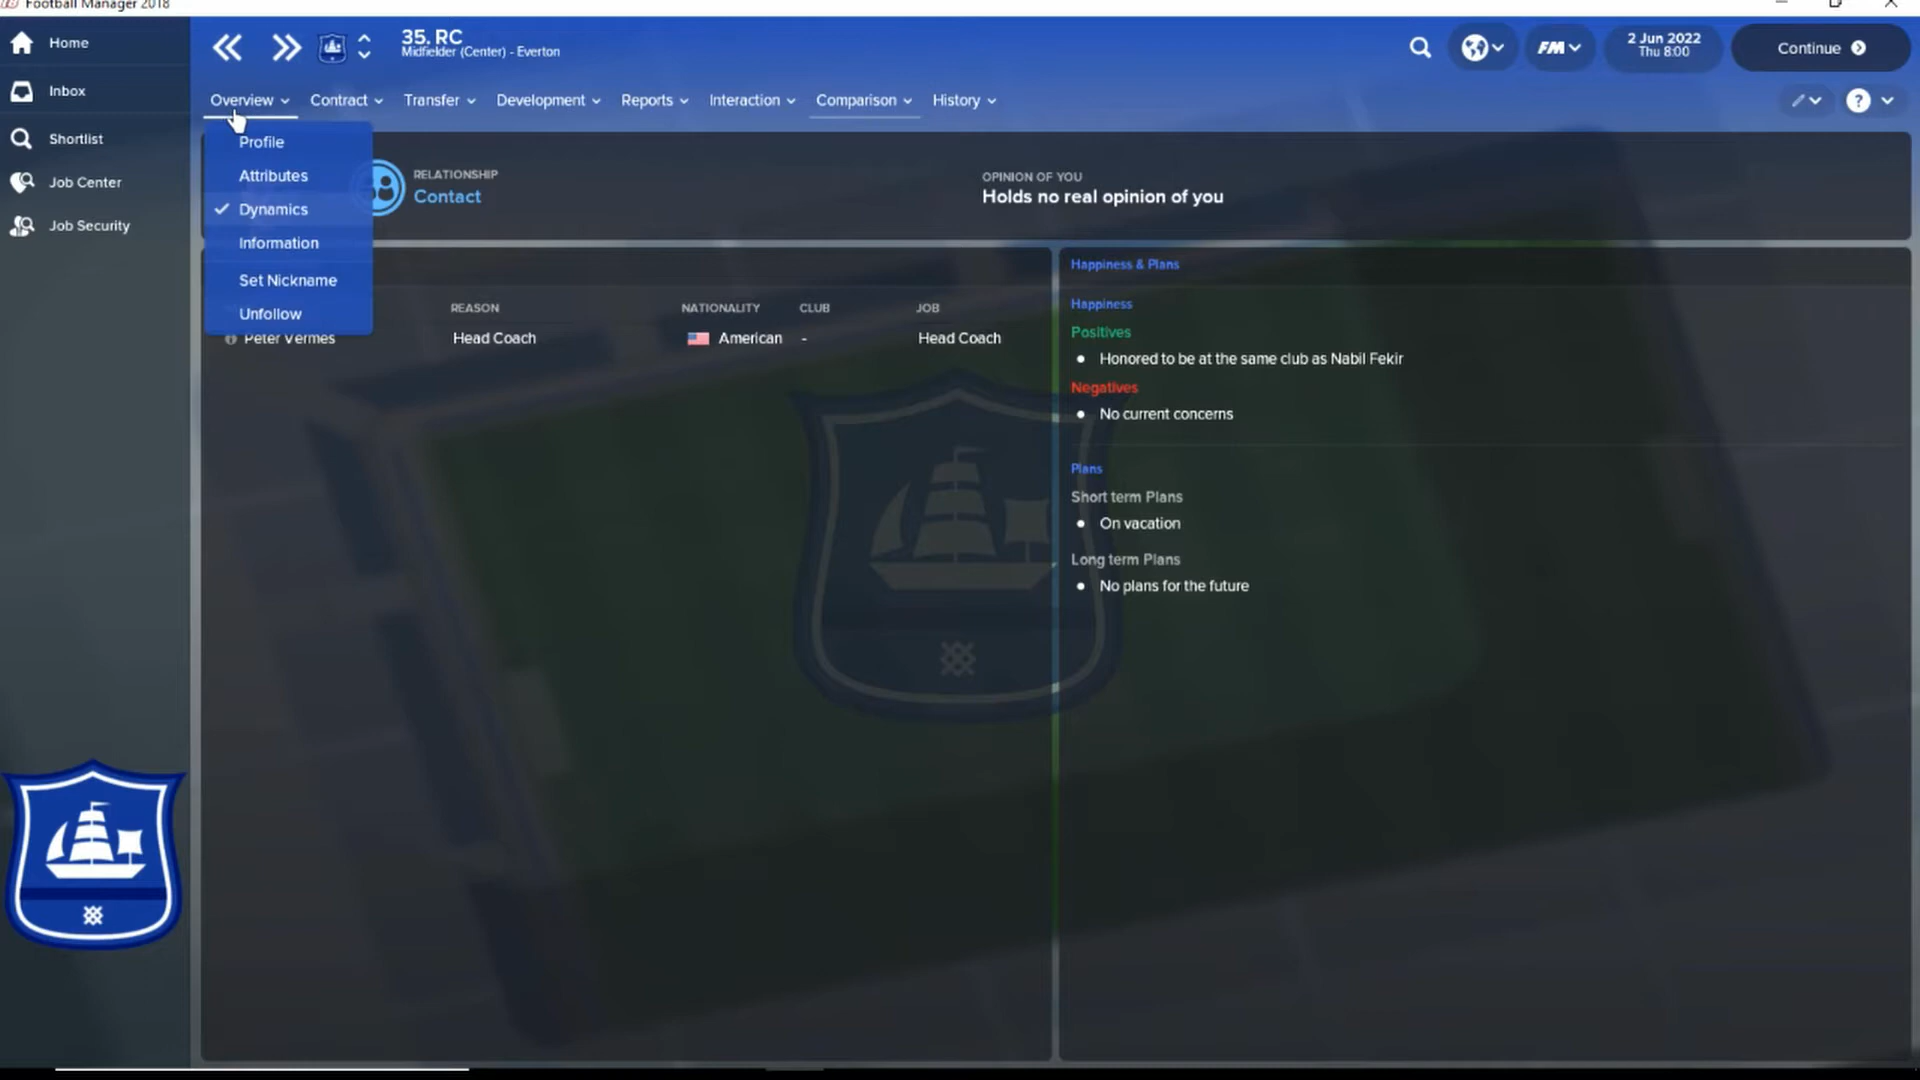 Football Manager 2018
Home
Inbox
Shortlist
Job Center
Job Security
35. RC
Midfielder (Center) - Everton
FM
2 Jun 2022
Thu 8:00
Continue
Overview
Contract
Transfer
Development
Reports
Interaction
Comparison
History
?
Profile
Attributes
Dynamics
Information
Set Nickname
Unfollow
RELATIONSHIP
Contact
OPINION OF YOU
Holds no real opinion of you
REASON NATIONALITY CLUB JOB
Peter Vermes Head Coach American - Head Coach
Happiness & Plans
Happiness
Positives
• Honored to be at the same club as Nabil Fekir
Negatives
• No current concerns
Plans
Short term Plans
• On vacation
Long term Plans
• No plans for the future